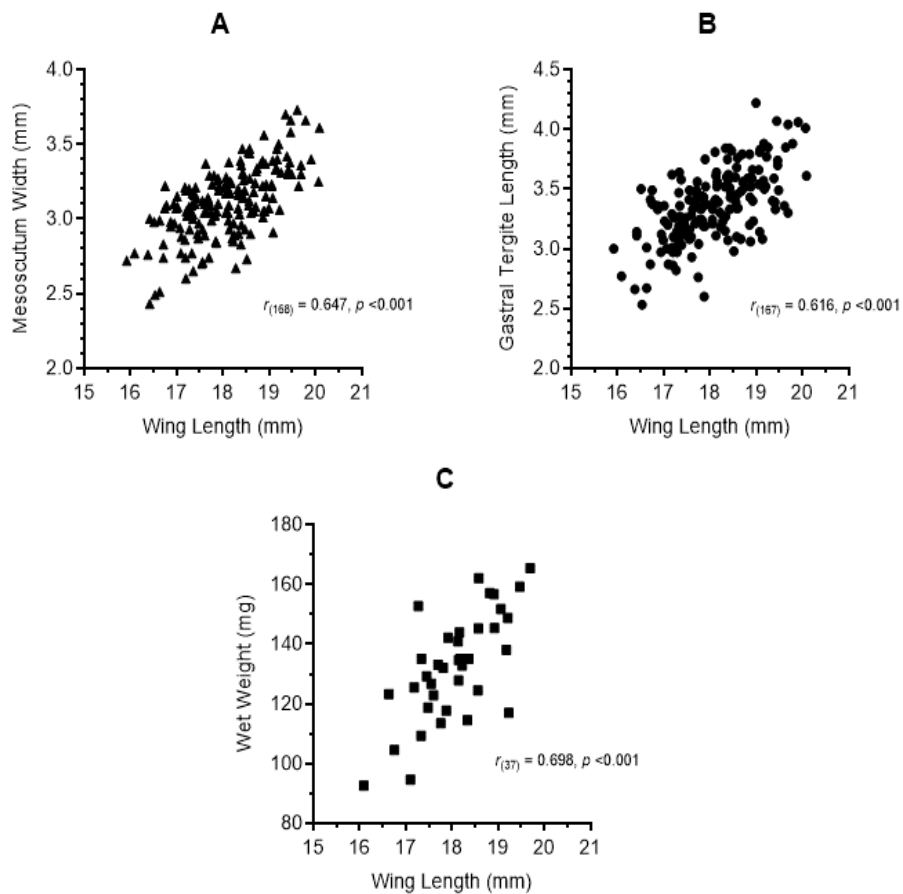 A
B
4.0
3.5
3.0
2.5
2.0
Mesoscutum Width (mm)
r(168) = 0.647, p <0.001
15 16 17 18 19 20 21
Wing Length (mm)
4.5
4.0
3.5
3.0
2.5
2.0
Gastral Tergite Length (mm)
r(167) = 0.616, p <0.001
15 16 17 18 19 20 21
Wing Length (mm)
C
180
160
140
120
100
80
Wet Weight (mg)
r(37) = 0.698, p <0.001
15 16 17 18 19 20 21
Wing Length (mm)